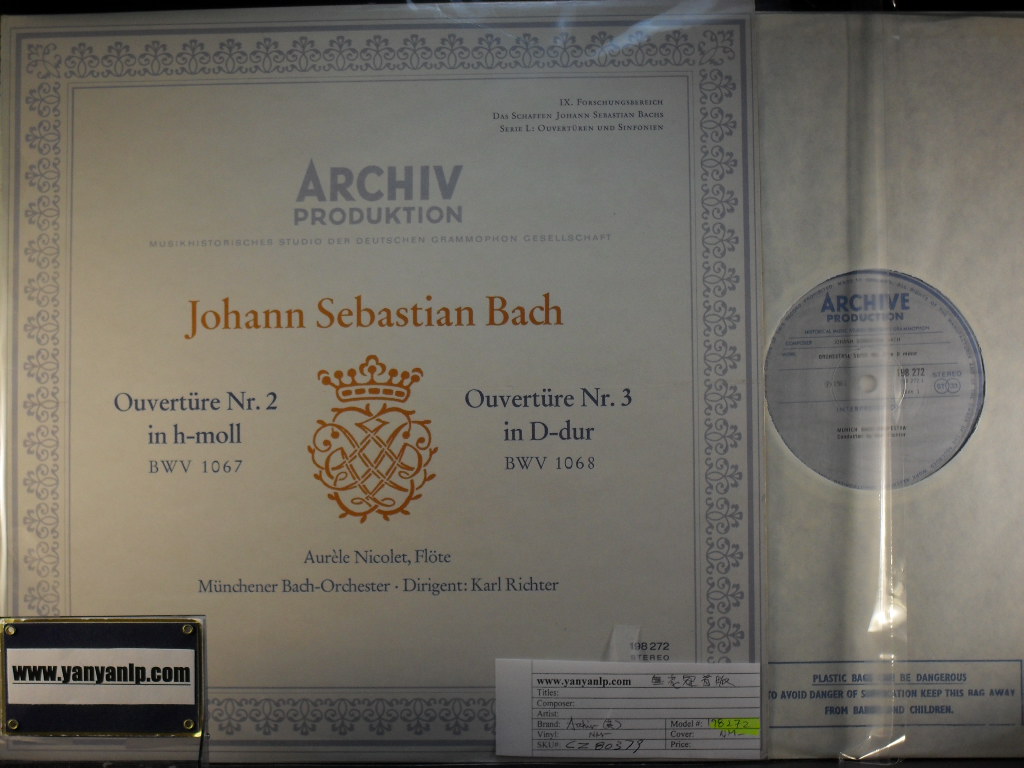 IX. Forschungsbereich
Das Schaffen Johann Sebastian Bachs
Serie L: Ouvertüren und Sinfonien
ARCHIV
PRODUKTION
MUSIKHISTORISCHES STUDIO DER DEUTSCHEN GRAMMOPHON GESELLSCHAFT
Johann Sebastian Bach
Ouvertüre Nr. 2
in h-moll
BWV 1067
Ouvertüre Nr. 3
in D-dur
BWV 1068
Aurèle Nicolet, Flöte
Münchener Bach-Orchester · Dirigent: Karl Richter
198 272
STEREO
www.yanyanlp.com
www.yanyanlp.com
Titles:
Composer:
Artist:
Brand: Archiv
Model #: 198272
Vinyl: NM-
Cover:
SKU#: CZ80379
Price:
ARCHIVE
PRODUCTION
198 272
STEREO
PLASTIC BAGS CAN BE DANGEROUS
TO AVOID DANGER OF SUFFOCATION KEEP THIS BAG AWAY
FROM BABIES AND CHILDREN.